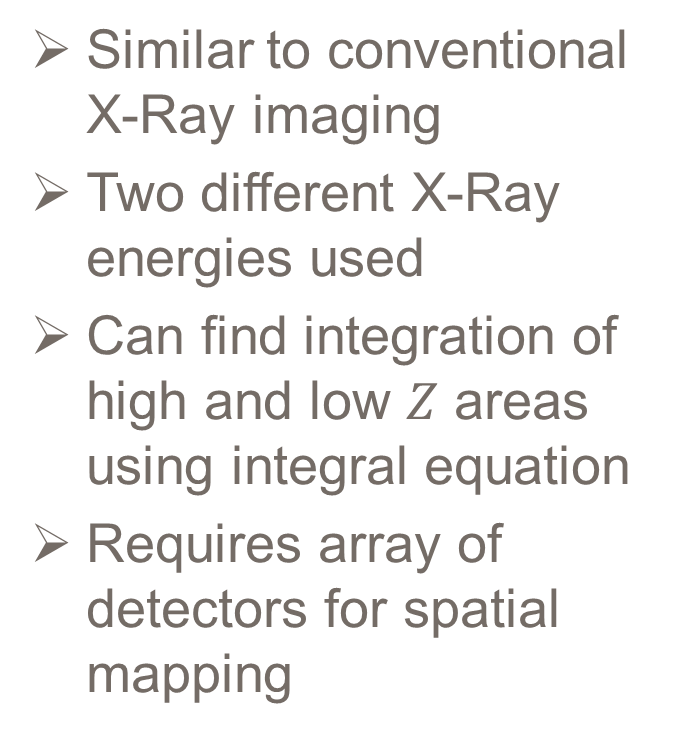 ➢ Similar to conventional
X-Ray imaging
➢ Two different X-Ray
energies used
➢ Can find integration of
high and low Z areas
using integral equation
➢ Requires array of
detectors for spatial
mapping